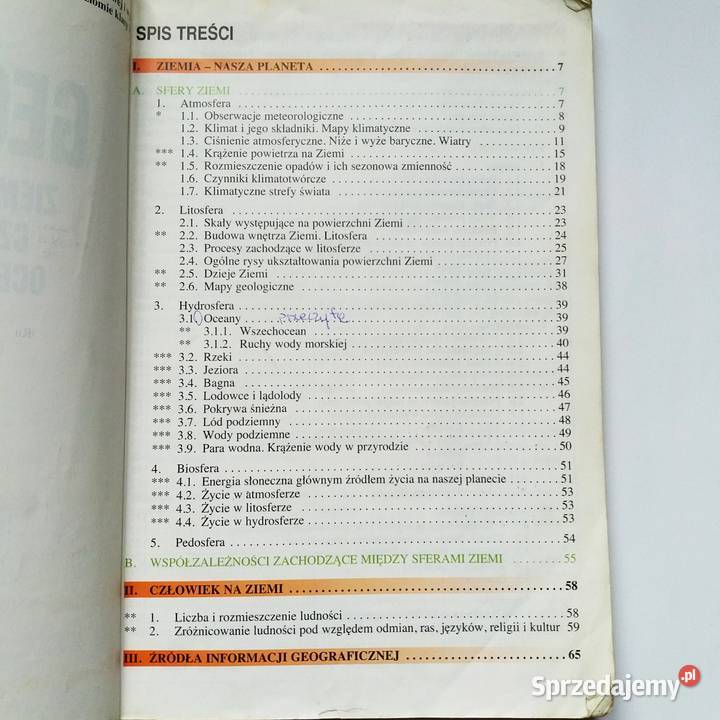 SPIS TREŚCI
I. ZIEMIA – NASZA PLANETA 7
A. SFERY ZIEMI 7
1. Atmosfera 7
* 1.1. Obserwacje meteorologiczne 8
1.2. Klimat i jego składniki. Mapy klimatyczne 9
1.3. Ciśnienie atmosferyczne. Niże i wyże baryczne. Wiatry 11
*** 1.4. Krążenie powietrza na Ziemi 15
** 1.5. Rozmieszczenie opadów i ich sezonowa zmienność 18
1.6. Czynniki klimatotwórcze 19
1.7. Klimatyczne strefy świata 21
2. Litosfera 23
2.1. Skały występujące na powierzchni Ziemi 23
** 2.2. Budowa wnętrza Ziemi. Litosfera 24
2.3. Procesy zachodzące w litosferze 25
2.4. Ogólne rysy ukształtowania powierzchni Ziemi 27
** 2.5. Dzieje Ziemi 31
** 2.6. Mapy geologiczne 38
3. Hydrosfera 39
3.1. Oceany 39
** 3.1.1. Wszechocean 39
** 3.1.2. Ruchy wody morskiej 40
*** 3.2. Rzeki 44
*** 3.3. Jeziora 44
*** 3.4. Bagna 45
*** 3.5. Lodowce i lądolody 46
*** 3.6. Pokrywa śnieżna 47
*** 3.7. Lód podziemny 48
*** 3.8. Wody podziemne 49
*** 3.9. Para wodna. Krążenie wody w przyrodzie 50
4. Biosfera 51
*** 4.1. Energia słoneczna głównym źródłem życia na naszej planecie 51
*** 4.2. Życie w atmosferze 53
*** 4.3. Życie w litosferze 53
*** 4.4. Życie w hydrosferze 53
5. Pedosfera 54
B. WSPÓŁZALEŻNOŚCI ZACHODZĄCE MIĘDZY SFERAMI ZIEMI 55
II. CZŁOWIEK NA ZIEMI 58
** 1. Liczba i rozmieszczenie ludności 58
** 2. Zróżnicowanie ludności pod względem odmian, ras, języków, religii i kultur 59
III. ŹRÓDŁA INFORMACJI GEOGRAFICZNEJ 65
Sprzedajemy.pl